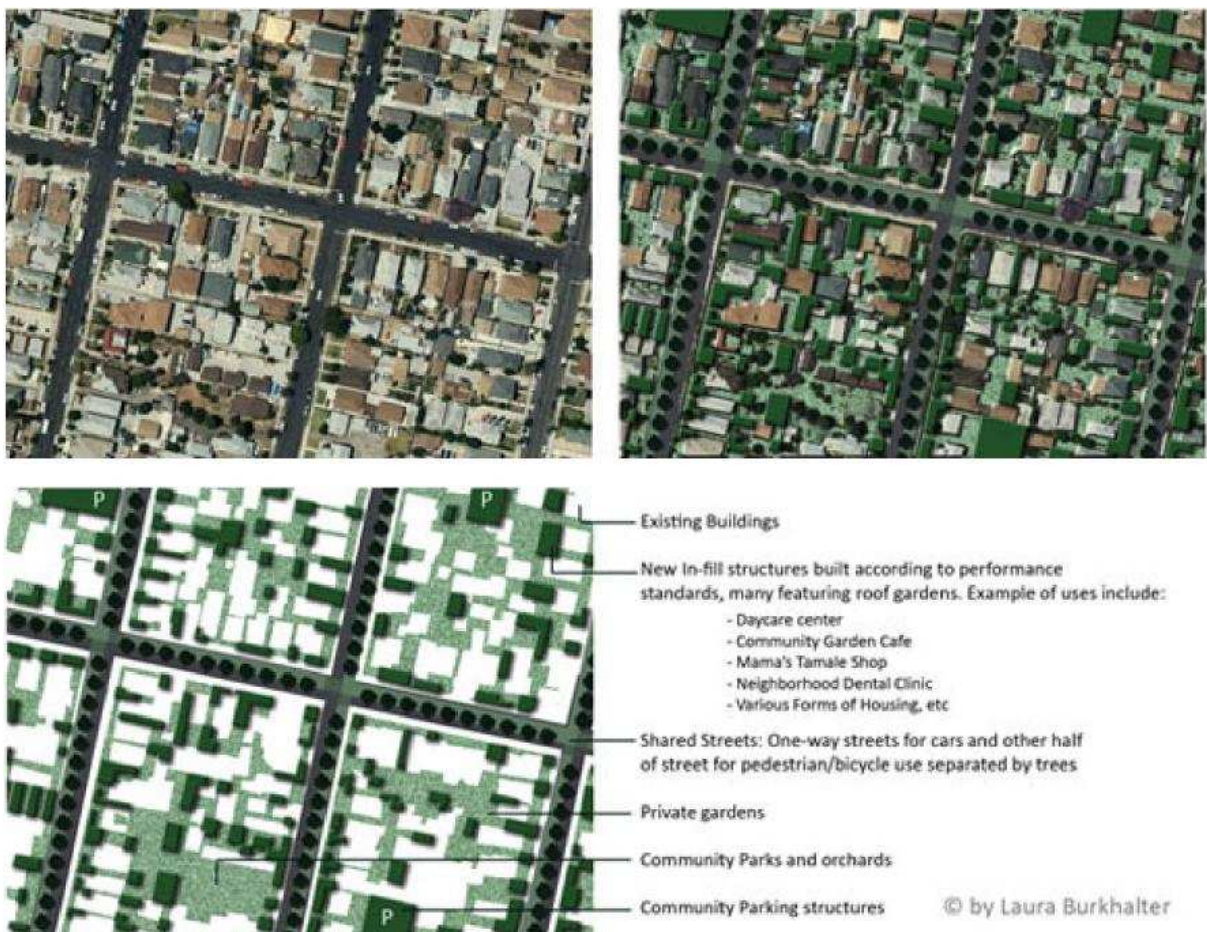 P
P
Existing Buildings
New In-fill structures built according to performance
standards, many featuring roof gardens. Example of uses include:
- Daycare center
- Community Garden Cafe
- Mama's Tamale Shop
- Neighborhood Dental Clinic
- Various Forms of Housing, etc
Shared Streets: One-way streets for cars and other half
of street for pedestrian/bicycle use separated by trees
Private gardens
Community Parks and orchards
P
Community Parking structures
© by Laura Burkhalter